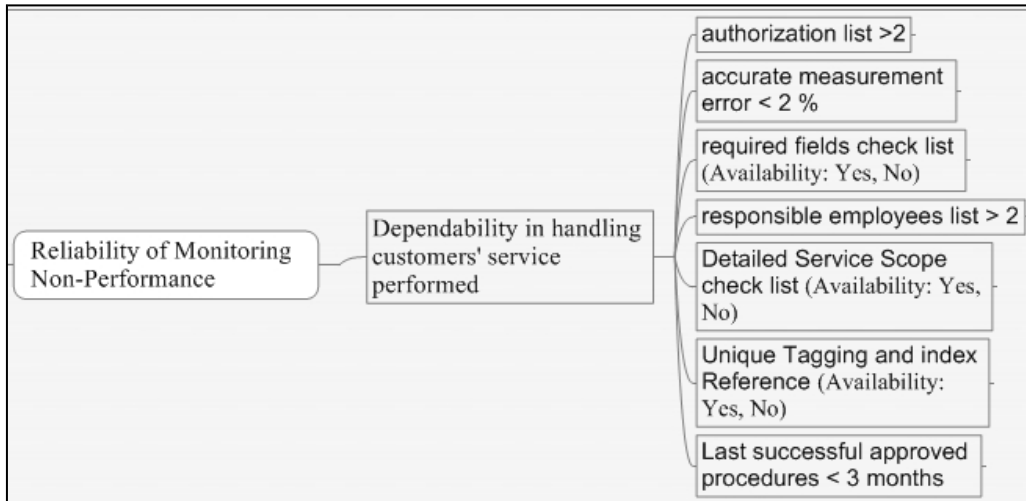 Reliability of Monitoring
Non-Performance
Dependability in handling
customers' service
performed
authorization list >2
accurate measurement
error < 2 %
required fields check list
(Availability: Yes, No)
responsible employees list > 2
Detailed Service Scope
check list (Availability: Yes,
No)
Unique Tagging and index
Reference (Availability:
Yes, No)
Last successful approved
procedures < 3 months